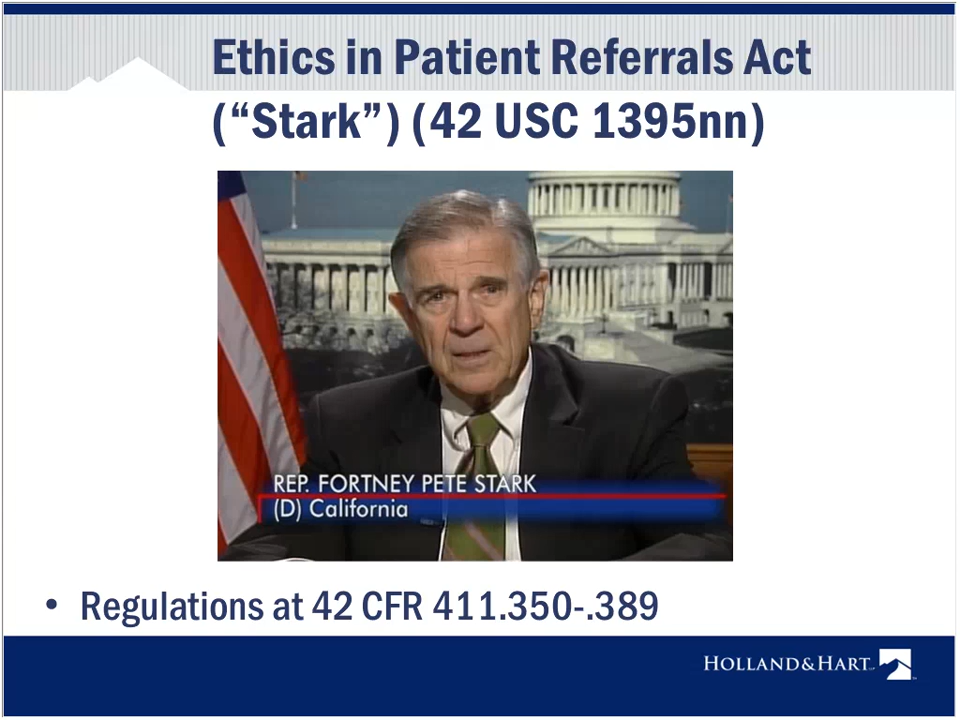 Ethics in Patient Referrals Act
(“Stark”) (42 USC 1395nn)
REP. FORTNEY PETE STARK
(D) California
• Regulations at 42 CFR 411.350-.389
HOLLAND&HART